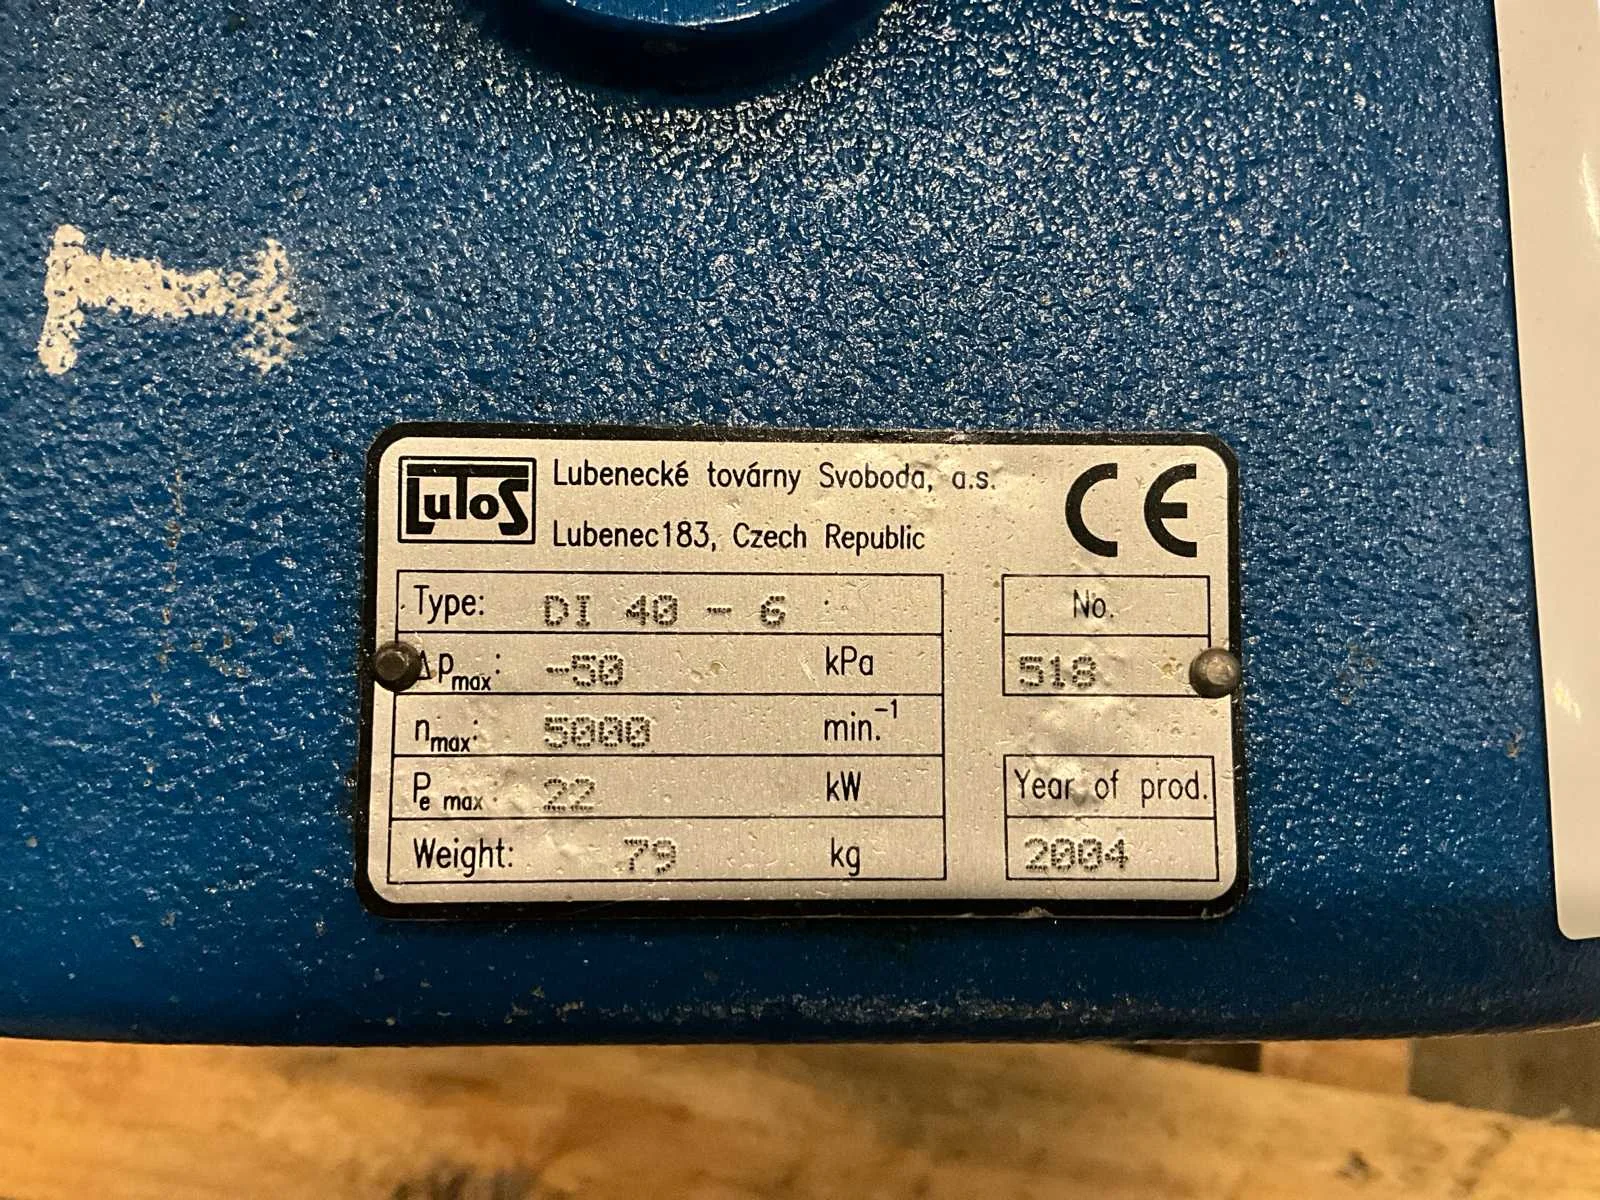 LuToS
Lubenecké továrny Svoboda, a.s.
Lubenec183, Czech Republic
CE
Type: DI 40 - 6
Δpmax: -50 kPa
nmax: 5000 min.⁻¹
Pe max: 22 kW
Weight: 79 kg
No.
518
Year of prod.
2004